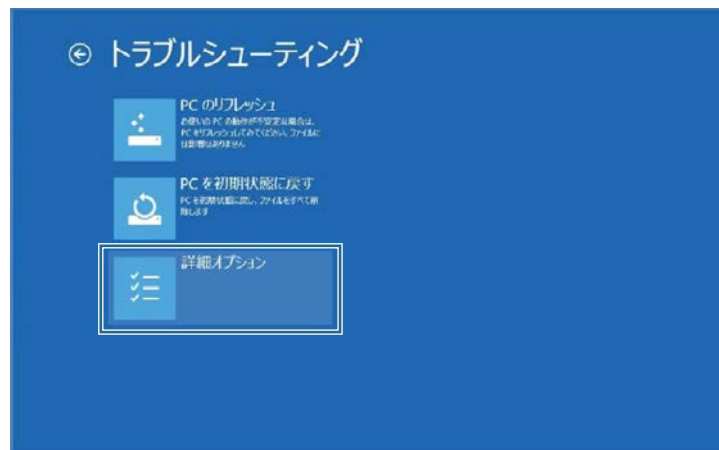 トラブルシューティング
PC のリフレッシュ
お使いの PC の動作が不安定な場合は、
PC をリフレッシュしてみてください。ファイルに
は影響はありません
PC を初期状態に戻す
PC を初期状態に戻し、ファイルをすべて削
除します
詳細オプション